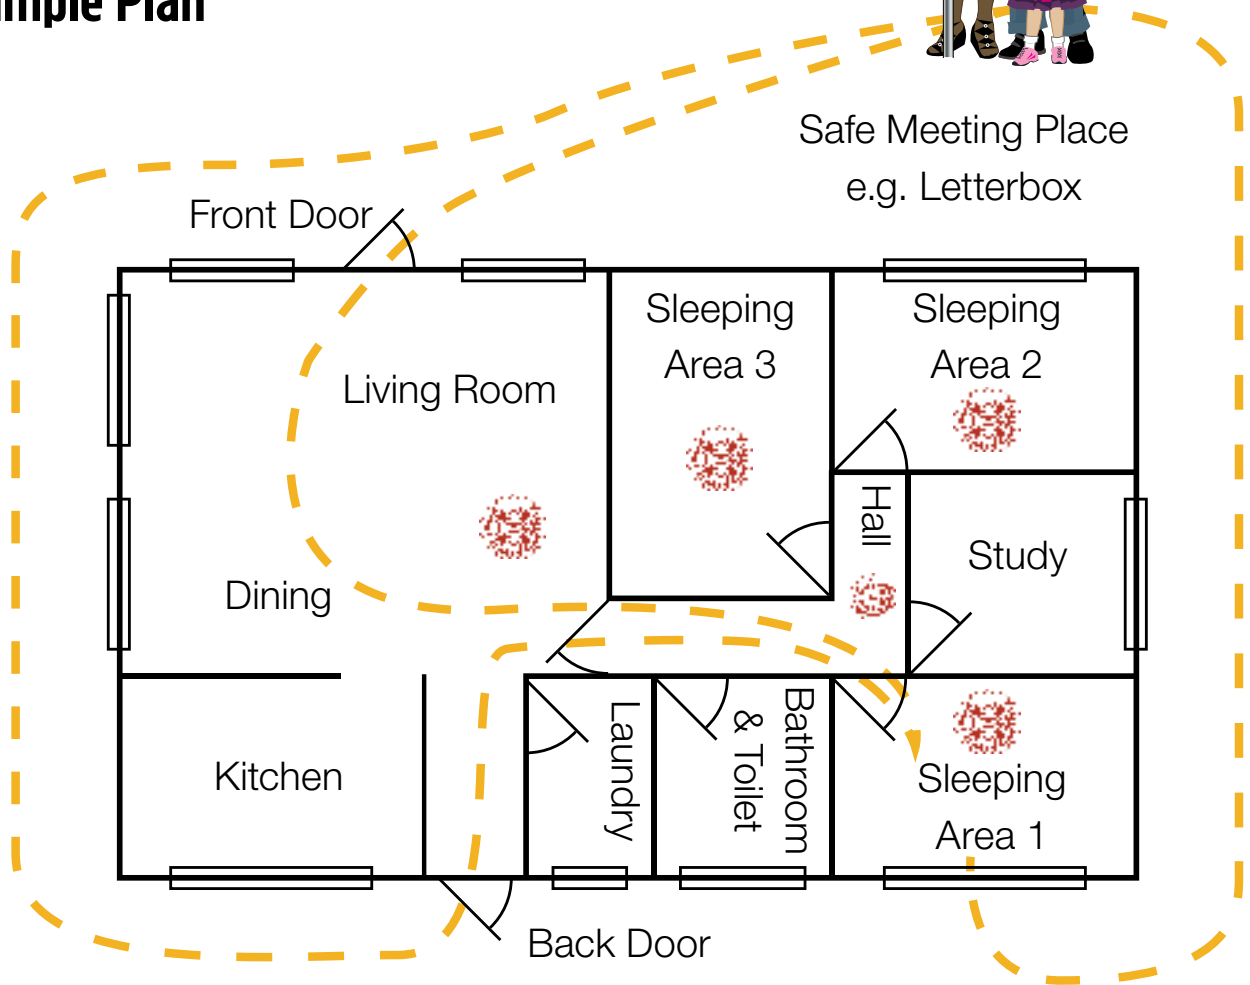 Plan
Safe Meeting Place
e.g. Letterbox
Front Door
Sleeping
Area 3
Sleeping
Area 2
Living Room
Hall
Study
Dining
Kitchen
Laundry
Bathroom
& Toilet
Sleeping
Area 1
Back Door